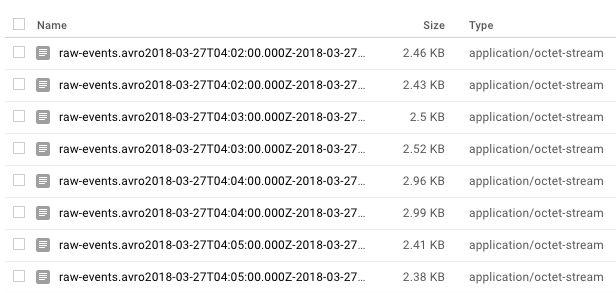 Name Size Type
raw-events.avro2018-03-27T04:02:00.000Z-2018-03-27... 2.46 KB application/octet-stream
raw-events.avro2018-03-27T04:02:00.000Z-2018-03-27... 2.43 KB application/octet-stream
raw-events.avro2018-03-27T04:03:00.000Z-2018-03-27... 2.5 KB application/octet-stream
raw-events.avro2018-03-27T04:03:00.000Z-2018-03-27... 2.52 KB application/octet-stream
raw-events.avro2018-03-27T04:04:00.000Z-2018-03-27... 2.96 KB application/octet-stream
raw-events.avro2018-03-27T04:04:00.000Z-2018-03-27... 2.99 KB application/octet-stream
raw-events.avro2018-03-27T04:05:00.000Z-2018-03-27... 2.41 KB application/octet-stream
raw-events.avro2018-03-27T04:05:00.000Z-2018-03-27... 2.38 KB application/octet-stream